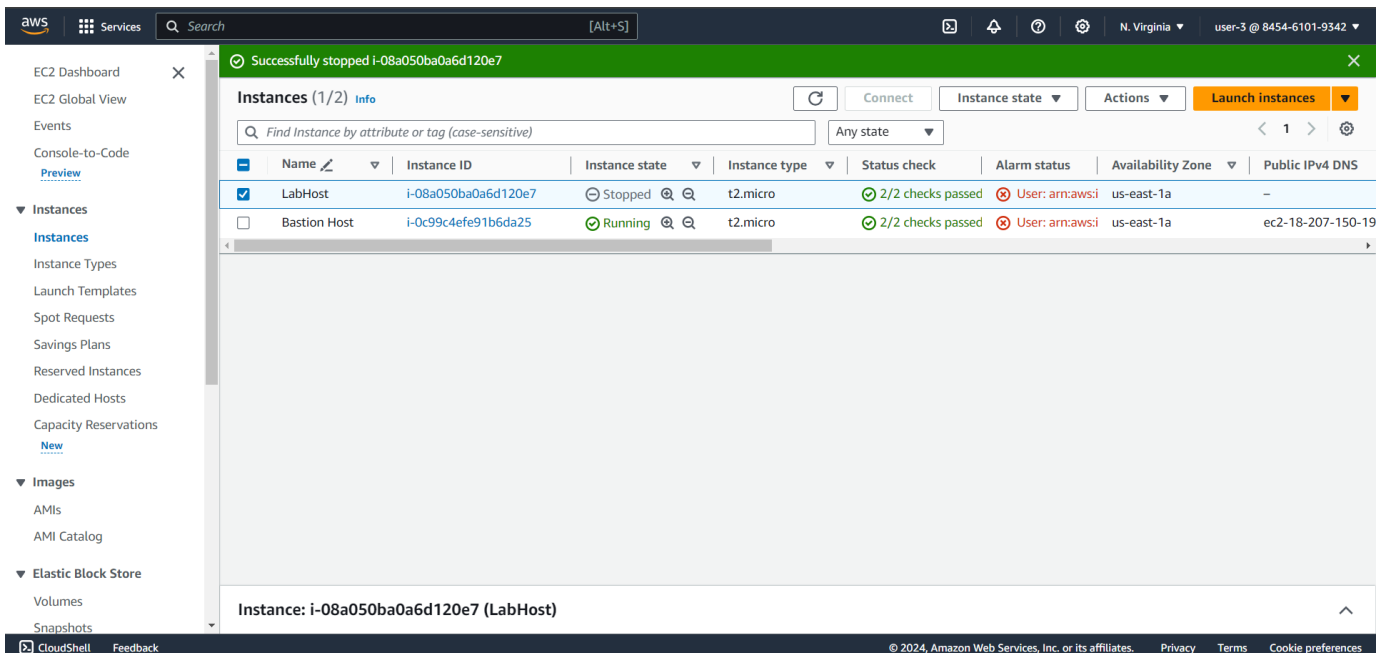 aws Services Search [Alt+S] N. Virginia user-3 @ 8454-6101-9342
EC2 Dashboard
EC2 Global View
Events
Console-to-Code
Preview
Instances
Instances
Instance Types
Launch Templates
Spot Requests
Savings Plans
Reserved Instances
Dedicated Hosts
Capacity Reservations
New
Images
AMIs
AMI Catalog
Elastic Block Store
Volumes
Snapshots
Successfully stopped i-08a050ba0a6d120e7
Instances (1/2) Info Connect Instance state Actions Launch instances
Find Instance by attribute or tag (case-sensitive) Any state 1
Name Instance ID Instance state Instance type Status check Alarm status Availability Zone Public IPv4 DNS
LabHost i-08a050ba0a6d120e7 Stopped t2.micro 2/2 checks passed User: arn:aws:i us-east-1a –
Bastion Host i-0c99c4efe91b6da25 Running t2.micro 2/2 checks passed User: arn:aws:i us-east-1a ec2-18-207-150-19
Instance: i-08a050ba0a6d120e7 (LabHost)
CloudShell Feedback © 2024, Amazon Web Services, Inc. or its affiliates. Privacy Terms Cookie preferences